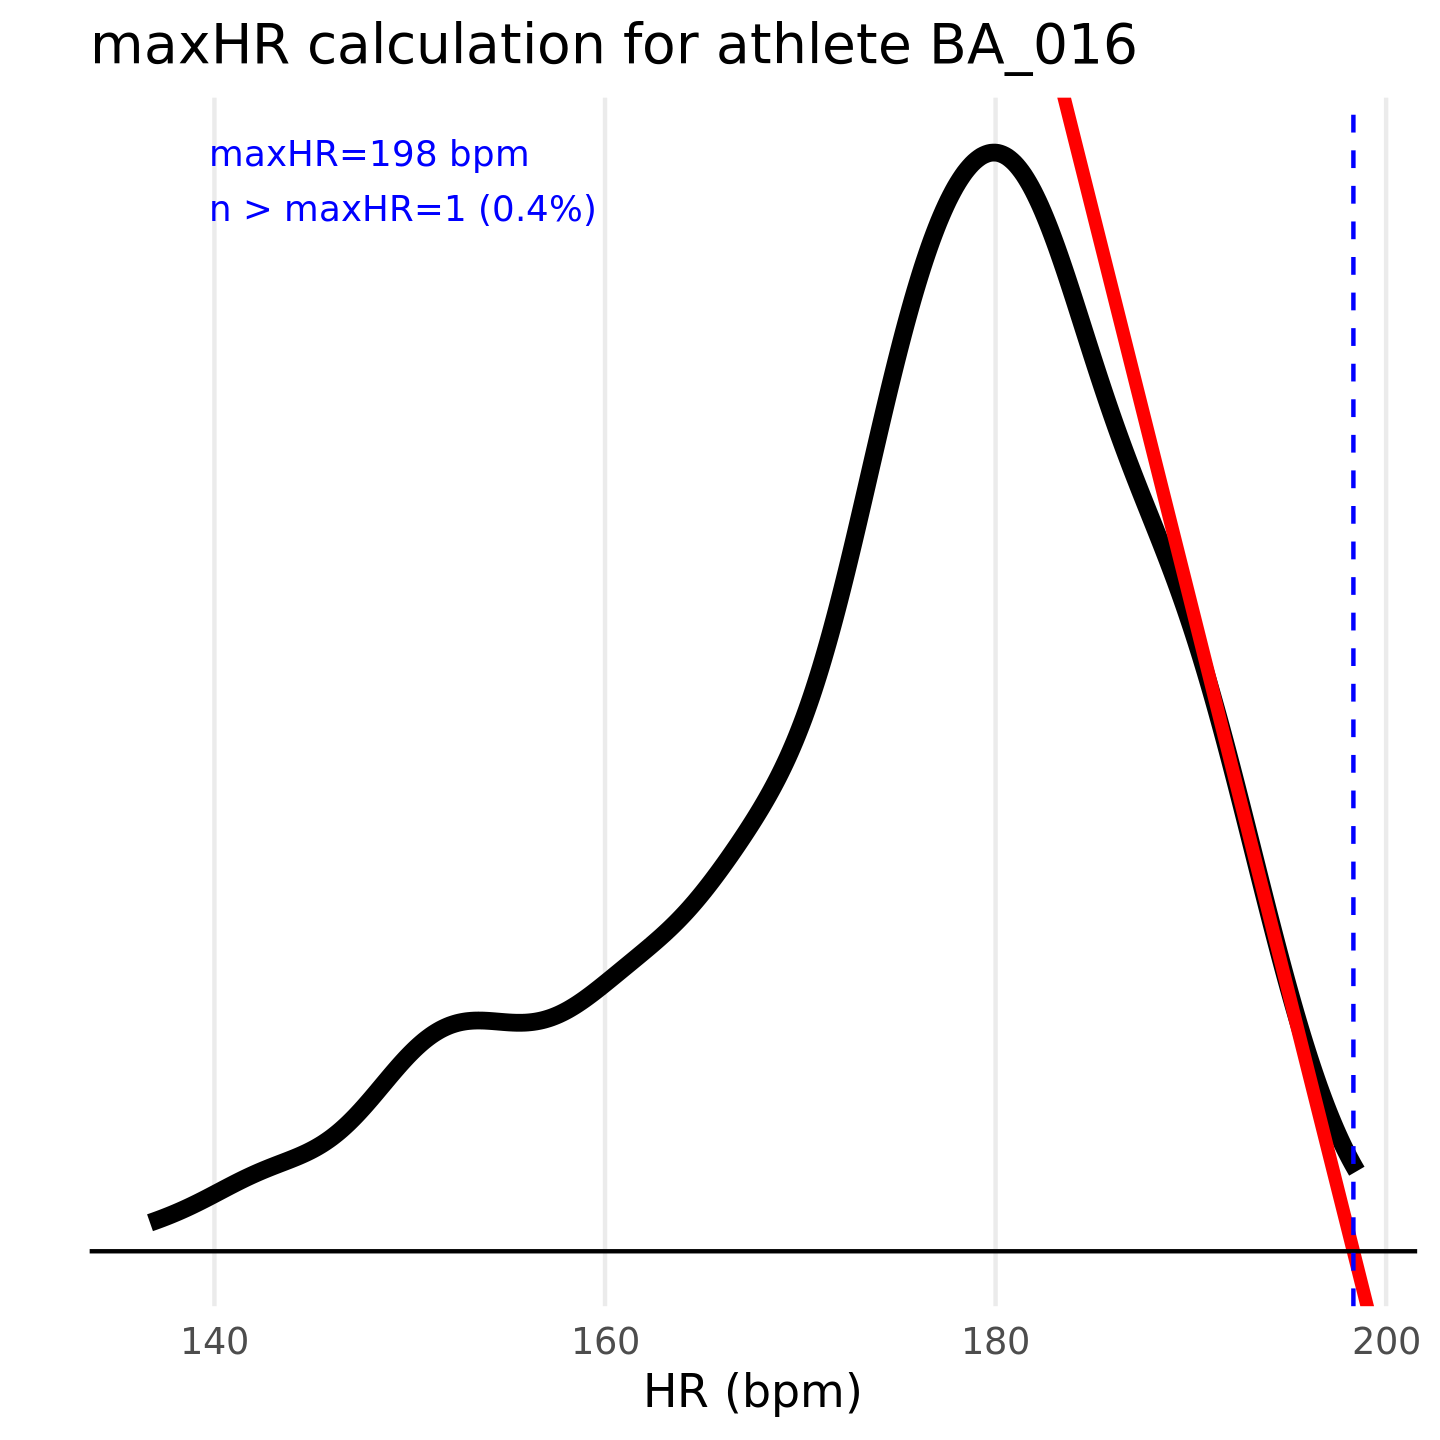 maxHR calculation for athlete BA_016
maxHR=198 bpm
n > maxHR=1 (0.4%)
140
160
180
200
HR (bpm)